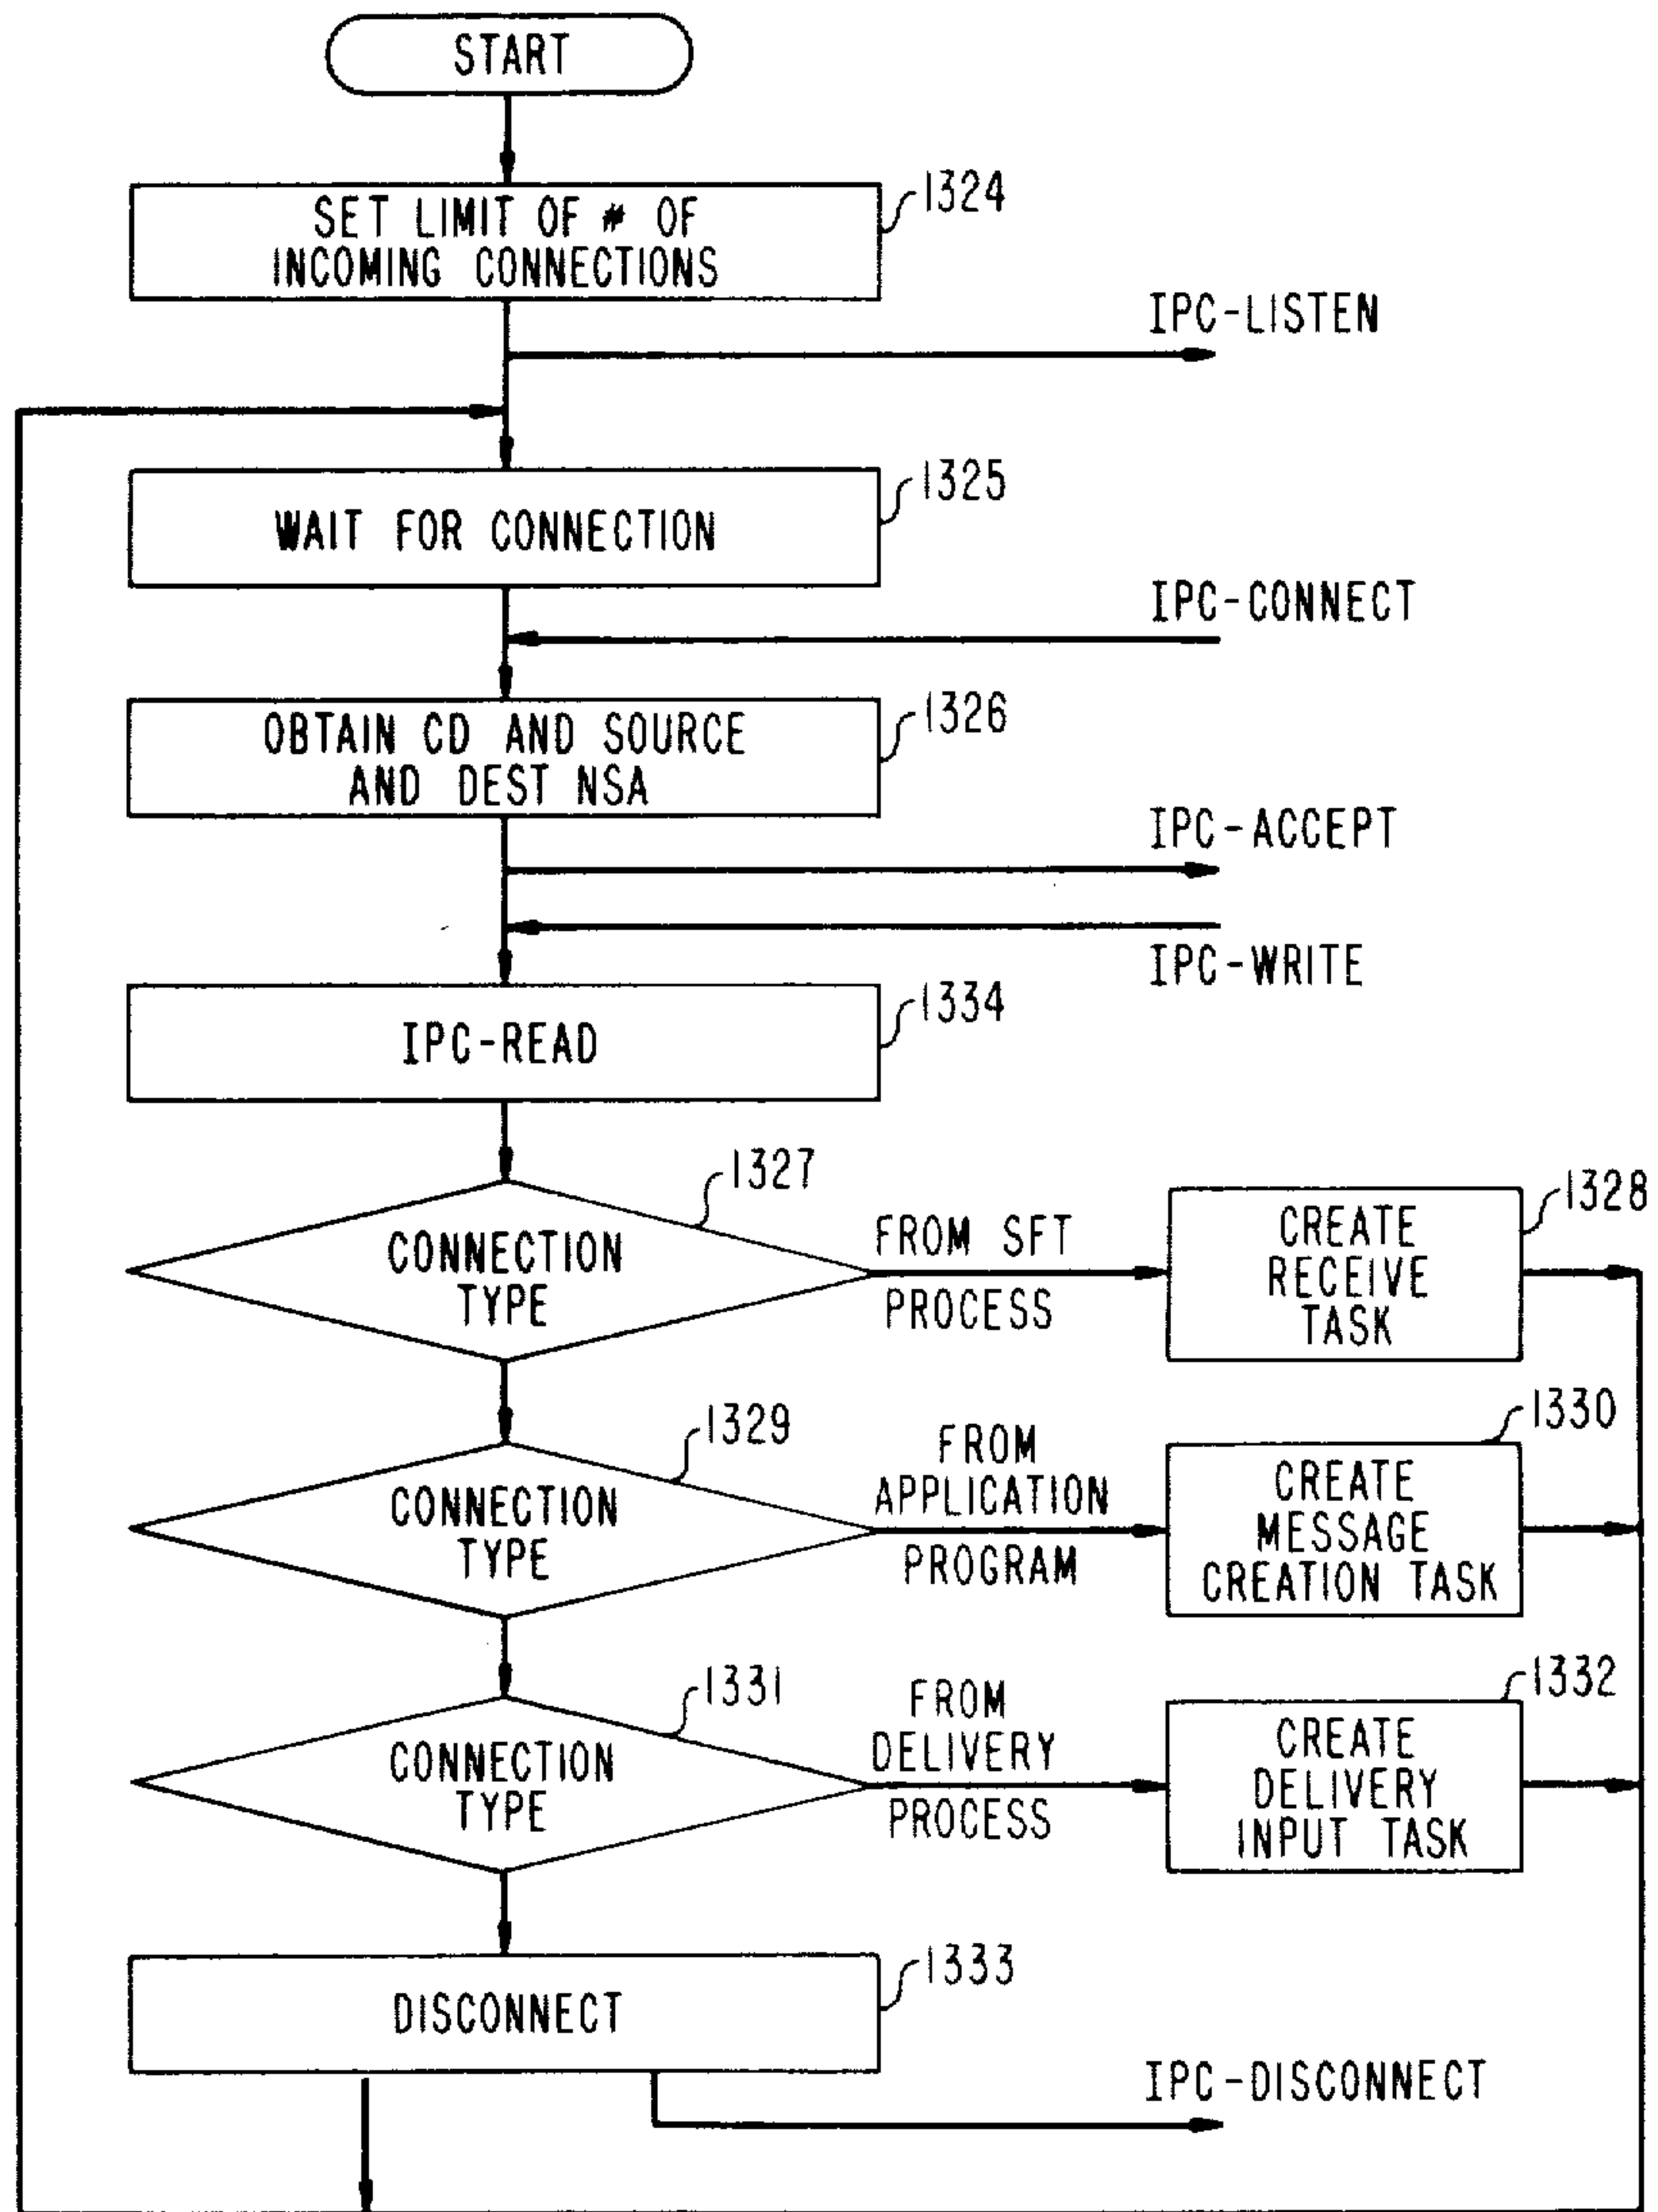 START
1324
SET LIMIT OF # OF
INCOMING CONNECTIONS
IPC-LISTEN
1325
WAIT FOR CONNECTION
IPC-CONNECT
1326
OBTAIN CD AND SOURCE
AND DEST NSA
IPC-ACCEPT
IPC-WRITE
1334
IPC-READ
1327
CONNECTION
TYPE
FROM SFT
PROCESS
1328
CREATE
RECEIVE
TASK
1329
CONNECTION
TYPE
FROM
APPLICATION
PROGRAM
1330
CREATE
MESSAGE
CREATION TASK
1331
CONNECTION
TYPE
FROM
DELIVERY
PROCESS
1332
CREATE
DELIVERY
INPUT TASK
1333
DISCONNECT
IPC-DISCONNECT